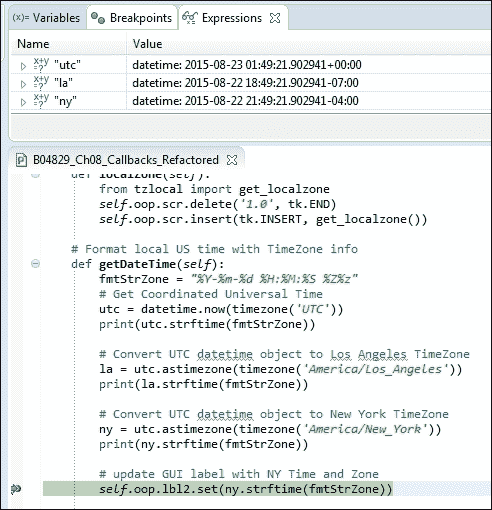 (x)= Variables Breakpoints Expressions
Name Value
"utc" datetime: 2015-08-23 01:49:21.902941+00:00
"la" datetime: 2015-08-22 18:49:21.902941-07:00
"ny" datetime: 2015-08-22 21:49:21.902941-04:00
B04829_Ch08_Callbacks_Refactored
def localZone(self):
from tzlocal import get_localzone
self.oop.scr.delete('1.0', tk.END)
self.oop.scr.insert(tk.INSERT, get_localzone())
# Format local US time with TimeZone info
def getDateTime(self):
fmtStrZone = "%Y-%m-%d %H:%M:%S %Z%z"
# Get Coordinated Universal Time
utc = datetime.now(timezone('UTC'))
print(utc.strftime(fmtStrZone))
# Convert UTC datetime object to Los Angeles TimeZone
la = utc.astimezone(timezone('America/Los_Angeles'))
print(la.strftime(fmtStrZone))
# Convert UTC datetime object to New York TimeZone
ny = utc.astimezone(timezone('America/New_York'))
print(ny.strftime(fmtStrZone))
# update GUI label with NY Time and Zone
self.oop.lbl2.set(ny.strftime(fmtStrZone))